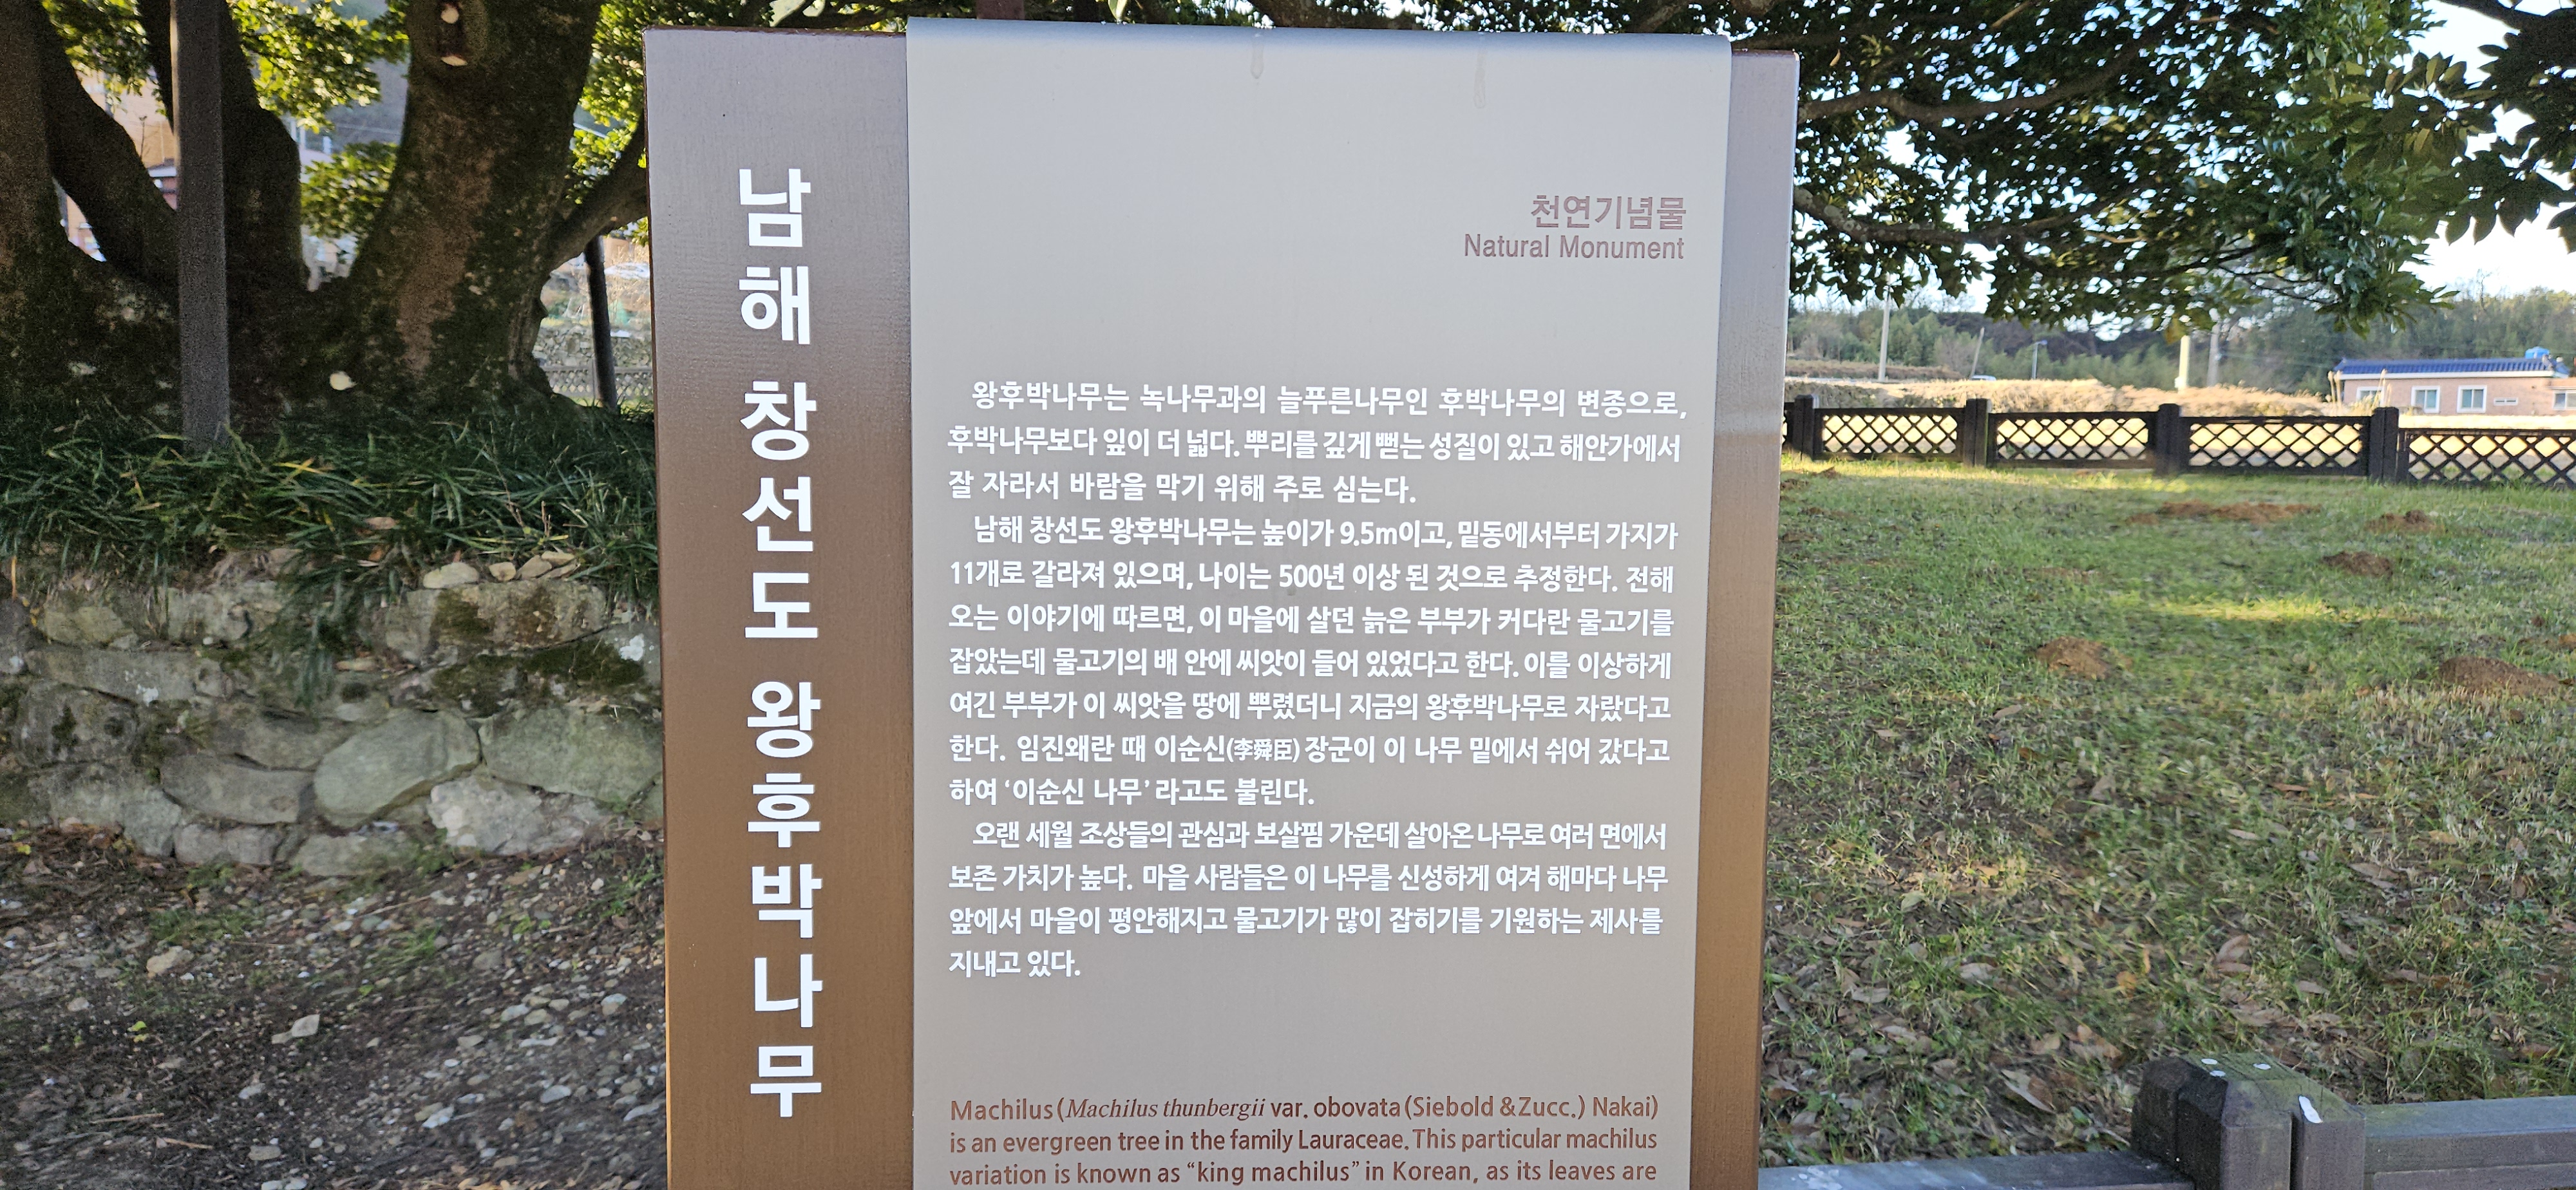 남해 창선도 왕후박나무
천연기념물
Natural Monument
왕후박나무는 녹나무과의 늘푸른나무인 후박나무의 변종으로,
후박나무보다 잎이 더 넓다. 뿌리를 깊게 뻗는 성질이 있고 해안가에서
잘 자라서 바람을 막기 위해 주로 심는다.
남해 창선도 왕후박나무는 높이가 9.5m이고, 밑동에서부터 가지가
11개로 갈라져 있으며, 나이는 500년 이상 된 것으로 추정한다. 전해
오는 이야기에 따르면, 이 마을에 살던 늙은 부부가 커다란 물고기를
잡았는데 물고기의 배 안에 씨앗이 들어 있었다고 한다. 이를 이상하게
여긴 부부가 이 씨앗을 땅에 뿌렸더니 지금의 왕후박나무로 자랐다고
한다. 임진왜란 때 이순신(李舜臣) 장군이 이 나무 밑에서 쉬어 갔다고
하여 ‘이순신 나무’ 라고도 불린다.
오랜 세월 조상들의 관심과 보살핌 가운데 살아온 나무로 여러 면에서
보존 가치가 높다. 마을 사람들은 이 나무를 신성하게 여겨 해마다 나무
앞에서 마을이 평안해지고 물고기가 많이 잡히기를 기원하는 제사를
지내고 있다.
Machilus(Machilus thunbergii var. obovata (Siebold & Zucc.) Nakai)
is an evergreen tree in the family Lauraceae. This particular machilus
variation is known as “king machilus” in Korean, as its leaves are